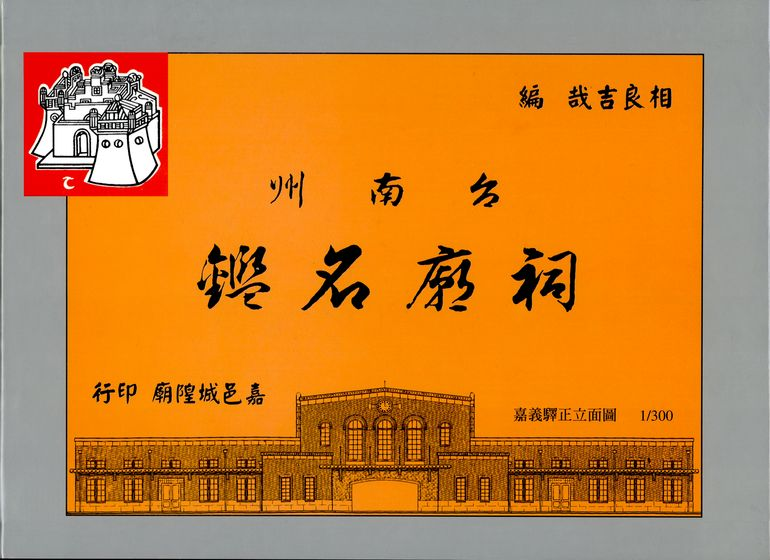 相良吉哉 編
台南州
祠廟名鑑
嘉邑城隍廟 印行
嘉義驛正立面圖 1/300